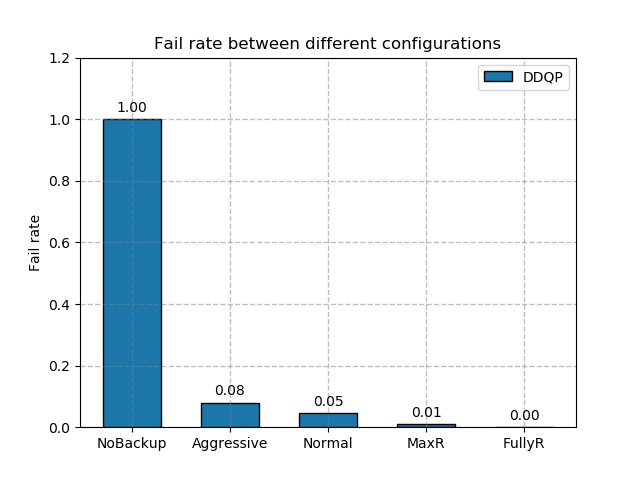 Fail rate between different configurations
DDQP
Fail rate
1.2
1.0
0.8
0.6
0.4
0.2
0.0
1.00
0.08
0.05
0.01
0.00
NoBackup
Aggressive
Normal
MaxR
FullyR